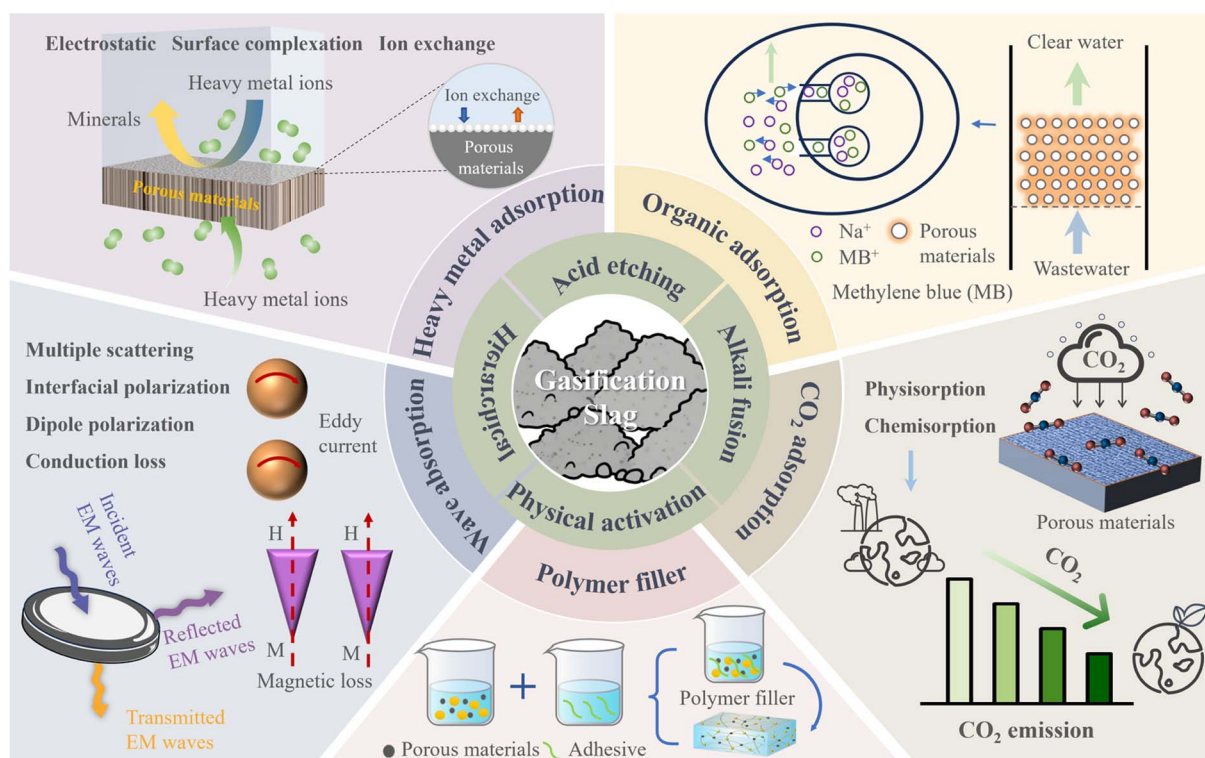 Electrostatic Surface complexation Ion exchange
Heavy metal ions
Minerals
Ion exchange
Porous
materials
Porous materials
Heavy metal ions
Clear water
Na⁺
MB⁺
Porous
materials
Wastewater
Methylene blue (MB)
Heavy metal adsorption
Organic adsorption
CO₂ adsorption
Polymer filler
Wave absorption
Acid etching
Alkali fusion
Physical activation
Hierarchical
Gasification
Slag
Multiple scattering
Interfacial polarization
Dipole polarization
Conduction loss
Eddy
current
Incident
EM waves
Reflected
EM waves
Transmitted
EM waves
H
H
M
M
Magnetic loss
Polymer filler
Porous materials
Adhesive
CO₂
Physisorption
Chemisorption
Porous materials
CO₂
CO₂ emission